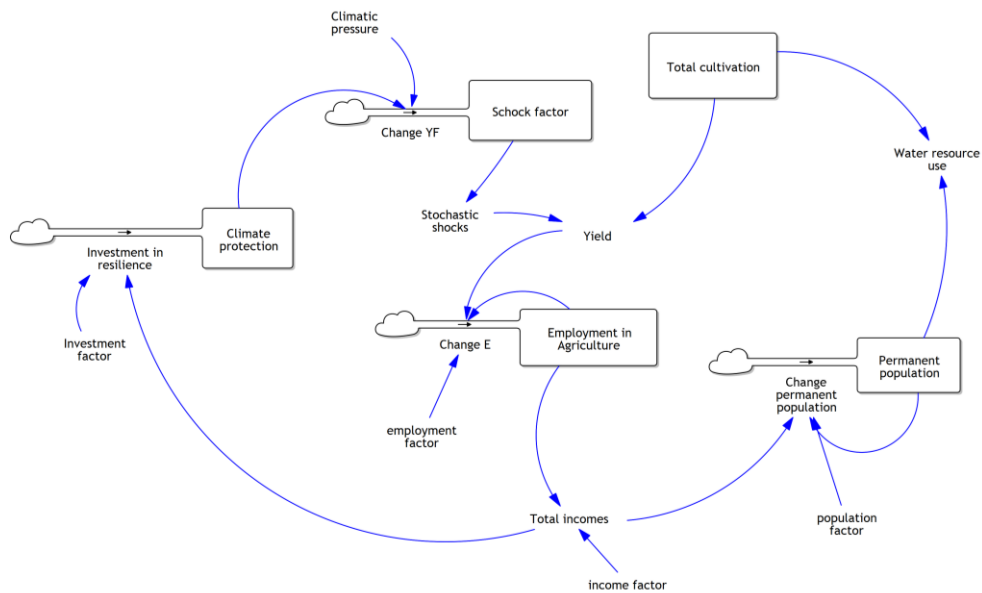 Climatic
pressure
Total cultivation
Schock factor
Change YF
Water resource
use
Stochastic
shocks
Climate
protection
Yield
Investment in
resilience
Employment in
Agriculture
Investment
factor
Change E
Permanent
population
Change
permanent
population
employment
factor
Total incomes
population
factor
income factor